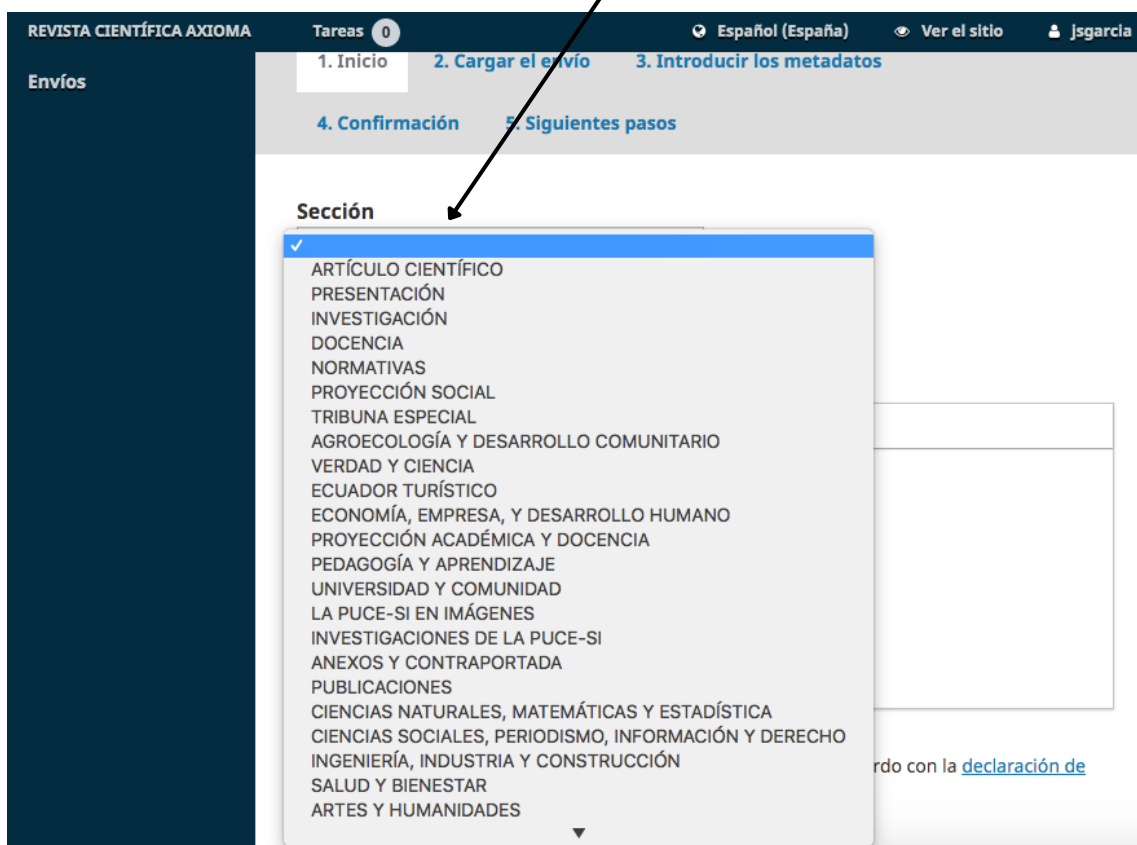 REVISTA CIENTÍFICA AXIOMA Tareas 0 Español (España) Ver el sitio jsgarcia
Envíos
1. Inicio 2. Cargar el envío 3. Introducir los metadatos
4. Confirmación 5. Siguientes pasos
Sección
ARTÍCULO CIENTÍFICO
PRESENTACIÓN
INVESTIGACIÓN
DOCENCIA
NORMATIVAS
PROYECCIÓN SOCIAL
TRIBUNA ESPECIAL
AGROECOLOGÍA Y DESARROLLO COMUNITARIO
VERDAD Y CIENCIA
ECUADOR TURÍSTICO
ECONOMÍA, EMPRESA, Y DESARROLLO HUMANO
PROYECCIÓN ACADÉMICA Y DOCENCIA
PEDAGOGÍA Y APRENDIZAJE
UNIVERSIDAD Y COMUNIDAD
LA PUCE-SI EN IMÁGENES
INVESTIGACIONES DE LA PUCE-SI
ANEXOS Y CONTRAPORTADA
PUBLICACIONES
CIENCIAS NATURALES, MATEMÁTICAS Y ESTADÍSTICA
CIENCIAS SOCIALES, PERIODISMO, INFORMACIÓN Y DERECHO
INGENIERÍA, INDUSTRIA Y CONSTRUCCIÓN
rdo con la declaración de
SALUD Y BIENESTAR
ARTES Y HUMANIDADES